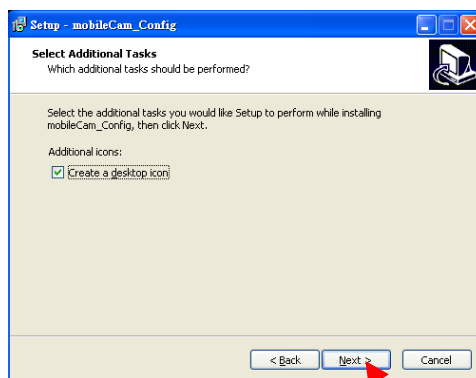 Setup - mobileCam_Config
Select Additional Tasks
Which additional tasks should be performed?
Select the additional tasks you would like Setup to perform while installing
mobileCam_Config, then click Next.
Additional icons:
Create a desktop icon
< Back Next > Cancel